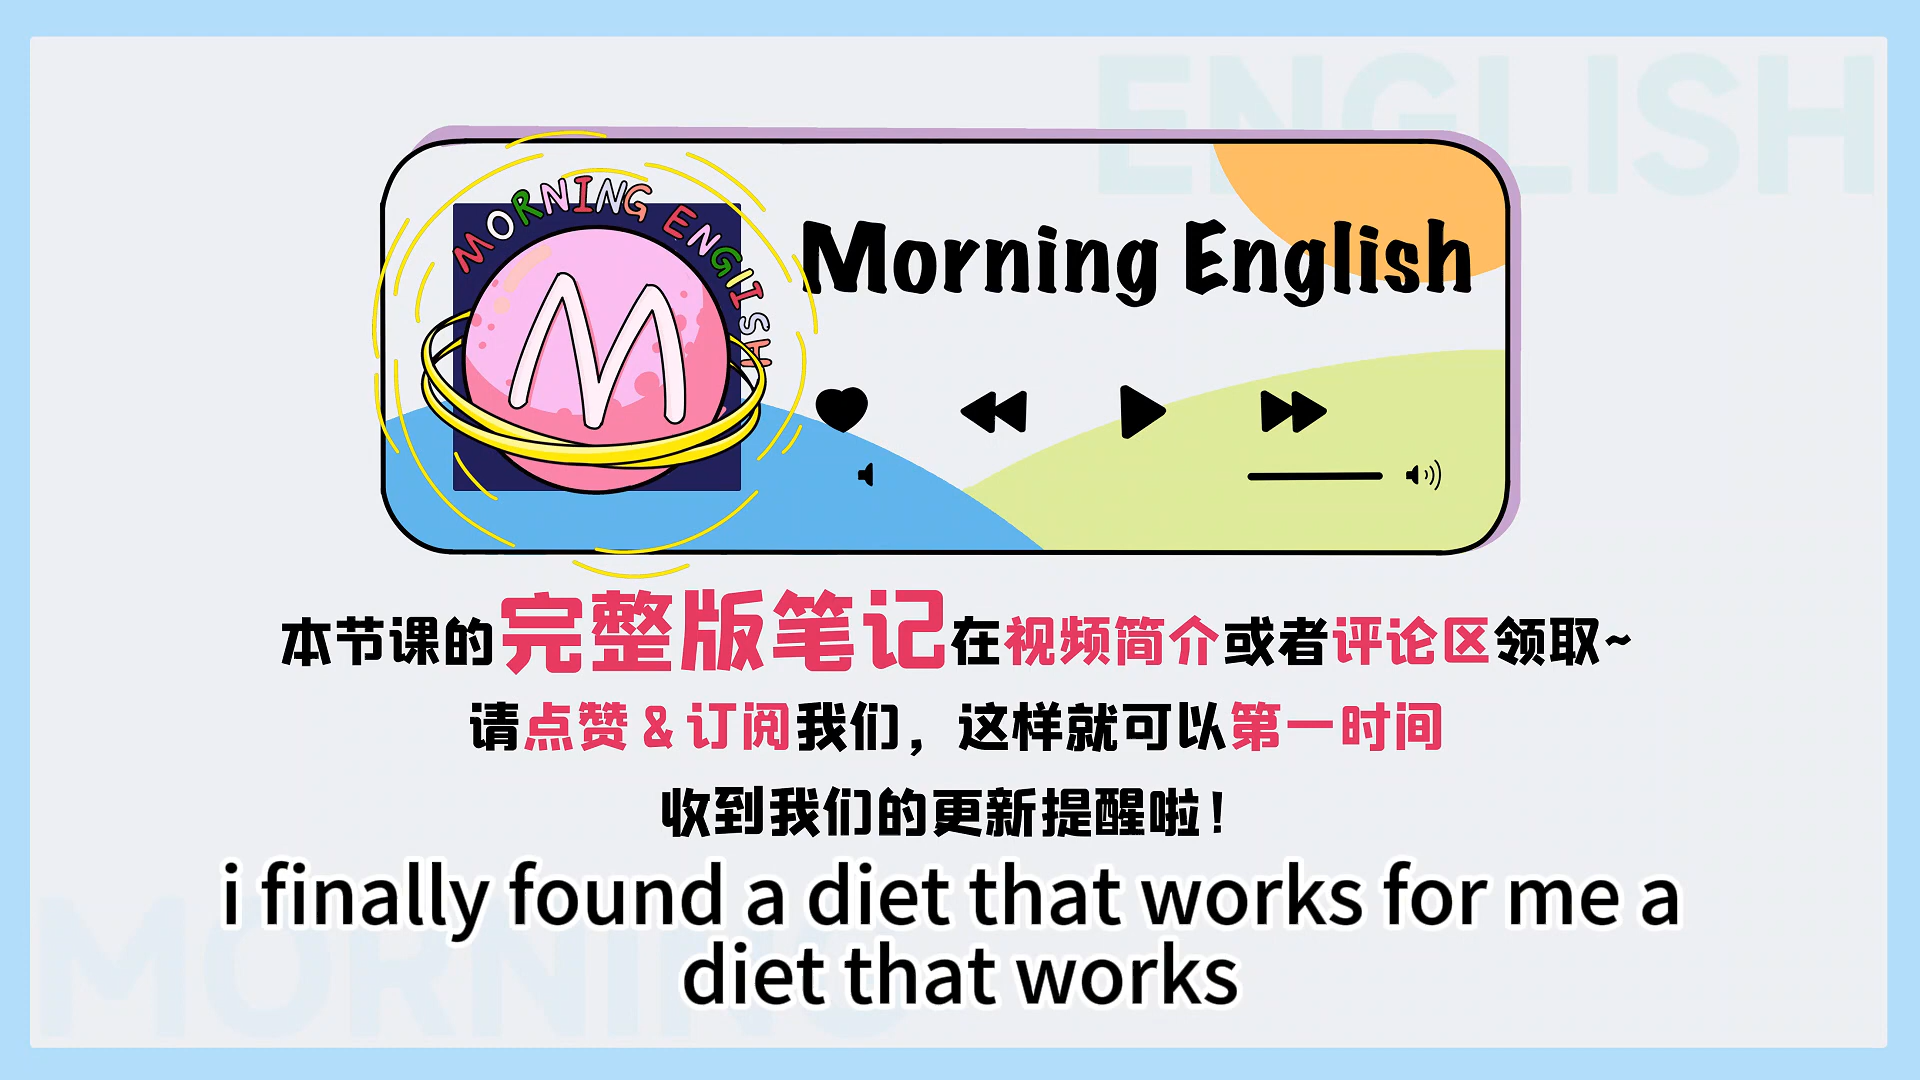 ENGLISH
MORNING ENGLISH
M
Morning English
本节课的完整版笔记在视频简介或者评论区领取~
请点赞&订阅我们，这样就可以第一时间
收到我们的更新提醒啦！
i finally found a diet that works for me a
diet that works
MORNING